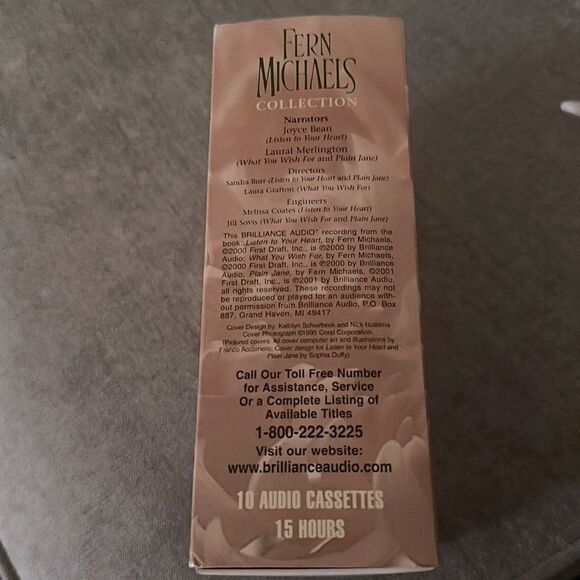 FERN
MICHAELS
COLLECTION
Narrators
Joyce Bean
(Listen to Your Heart)
Laural Merlington
(What You Wish For and Plain Jane)
Directors
Sandra Burr (Listen to Your Heart and Plain Jane)
Laura Grafton (What You Wish For)
Engineers
Melissa Coates (Listen to Your Heart)
Jill Sovis (What You Wish For and Plain Jane)
This BRILLIANCE AUDIO® recording from the
book Listen to Your Heart, by Fern Michaels,
©2000 First Draft, Inc., is ℗2000 by Brilliance
Audio; What You Wish For, by Fern Michaels,
©2000 First Draft, Inc., is ℗2000 by Brilliance
Audio; Plain Jane, by Fern Michaels, ©2001
First Draft, Inc., is ℗2001 by Brilliance Audio,
all rights reserved. These recordings may not
be reproduced or played for an audience with-
out permission from Brilliance Audio, P.O. Box
887, Grand Haven, MI 49417.
Cover Design by: Kathlyn Schierbeek and Nick Huttema
Cover Photograph ©1995 Corel Corporation.
(Pictured covers: All cover computer art and illustrations by
Franco Accornero; Cover design for Listen to Your Heart and
Plain Jane by Sophia Duffy)
Call Our Toll Free Number
for Assistance, Service
Or a Complete Listing of
Available Titles
1-800-222-3225
Visit our website:
www.brillianceaudio.com
10 AUDIO CASSETTES
15 HOURS